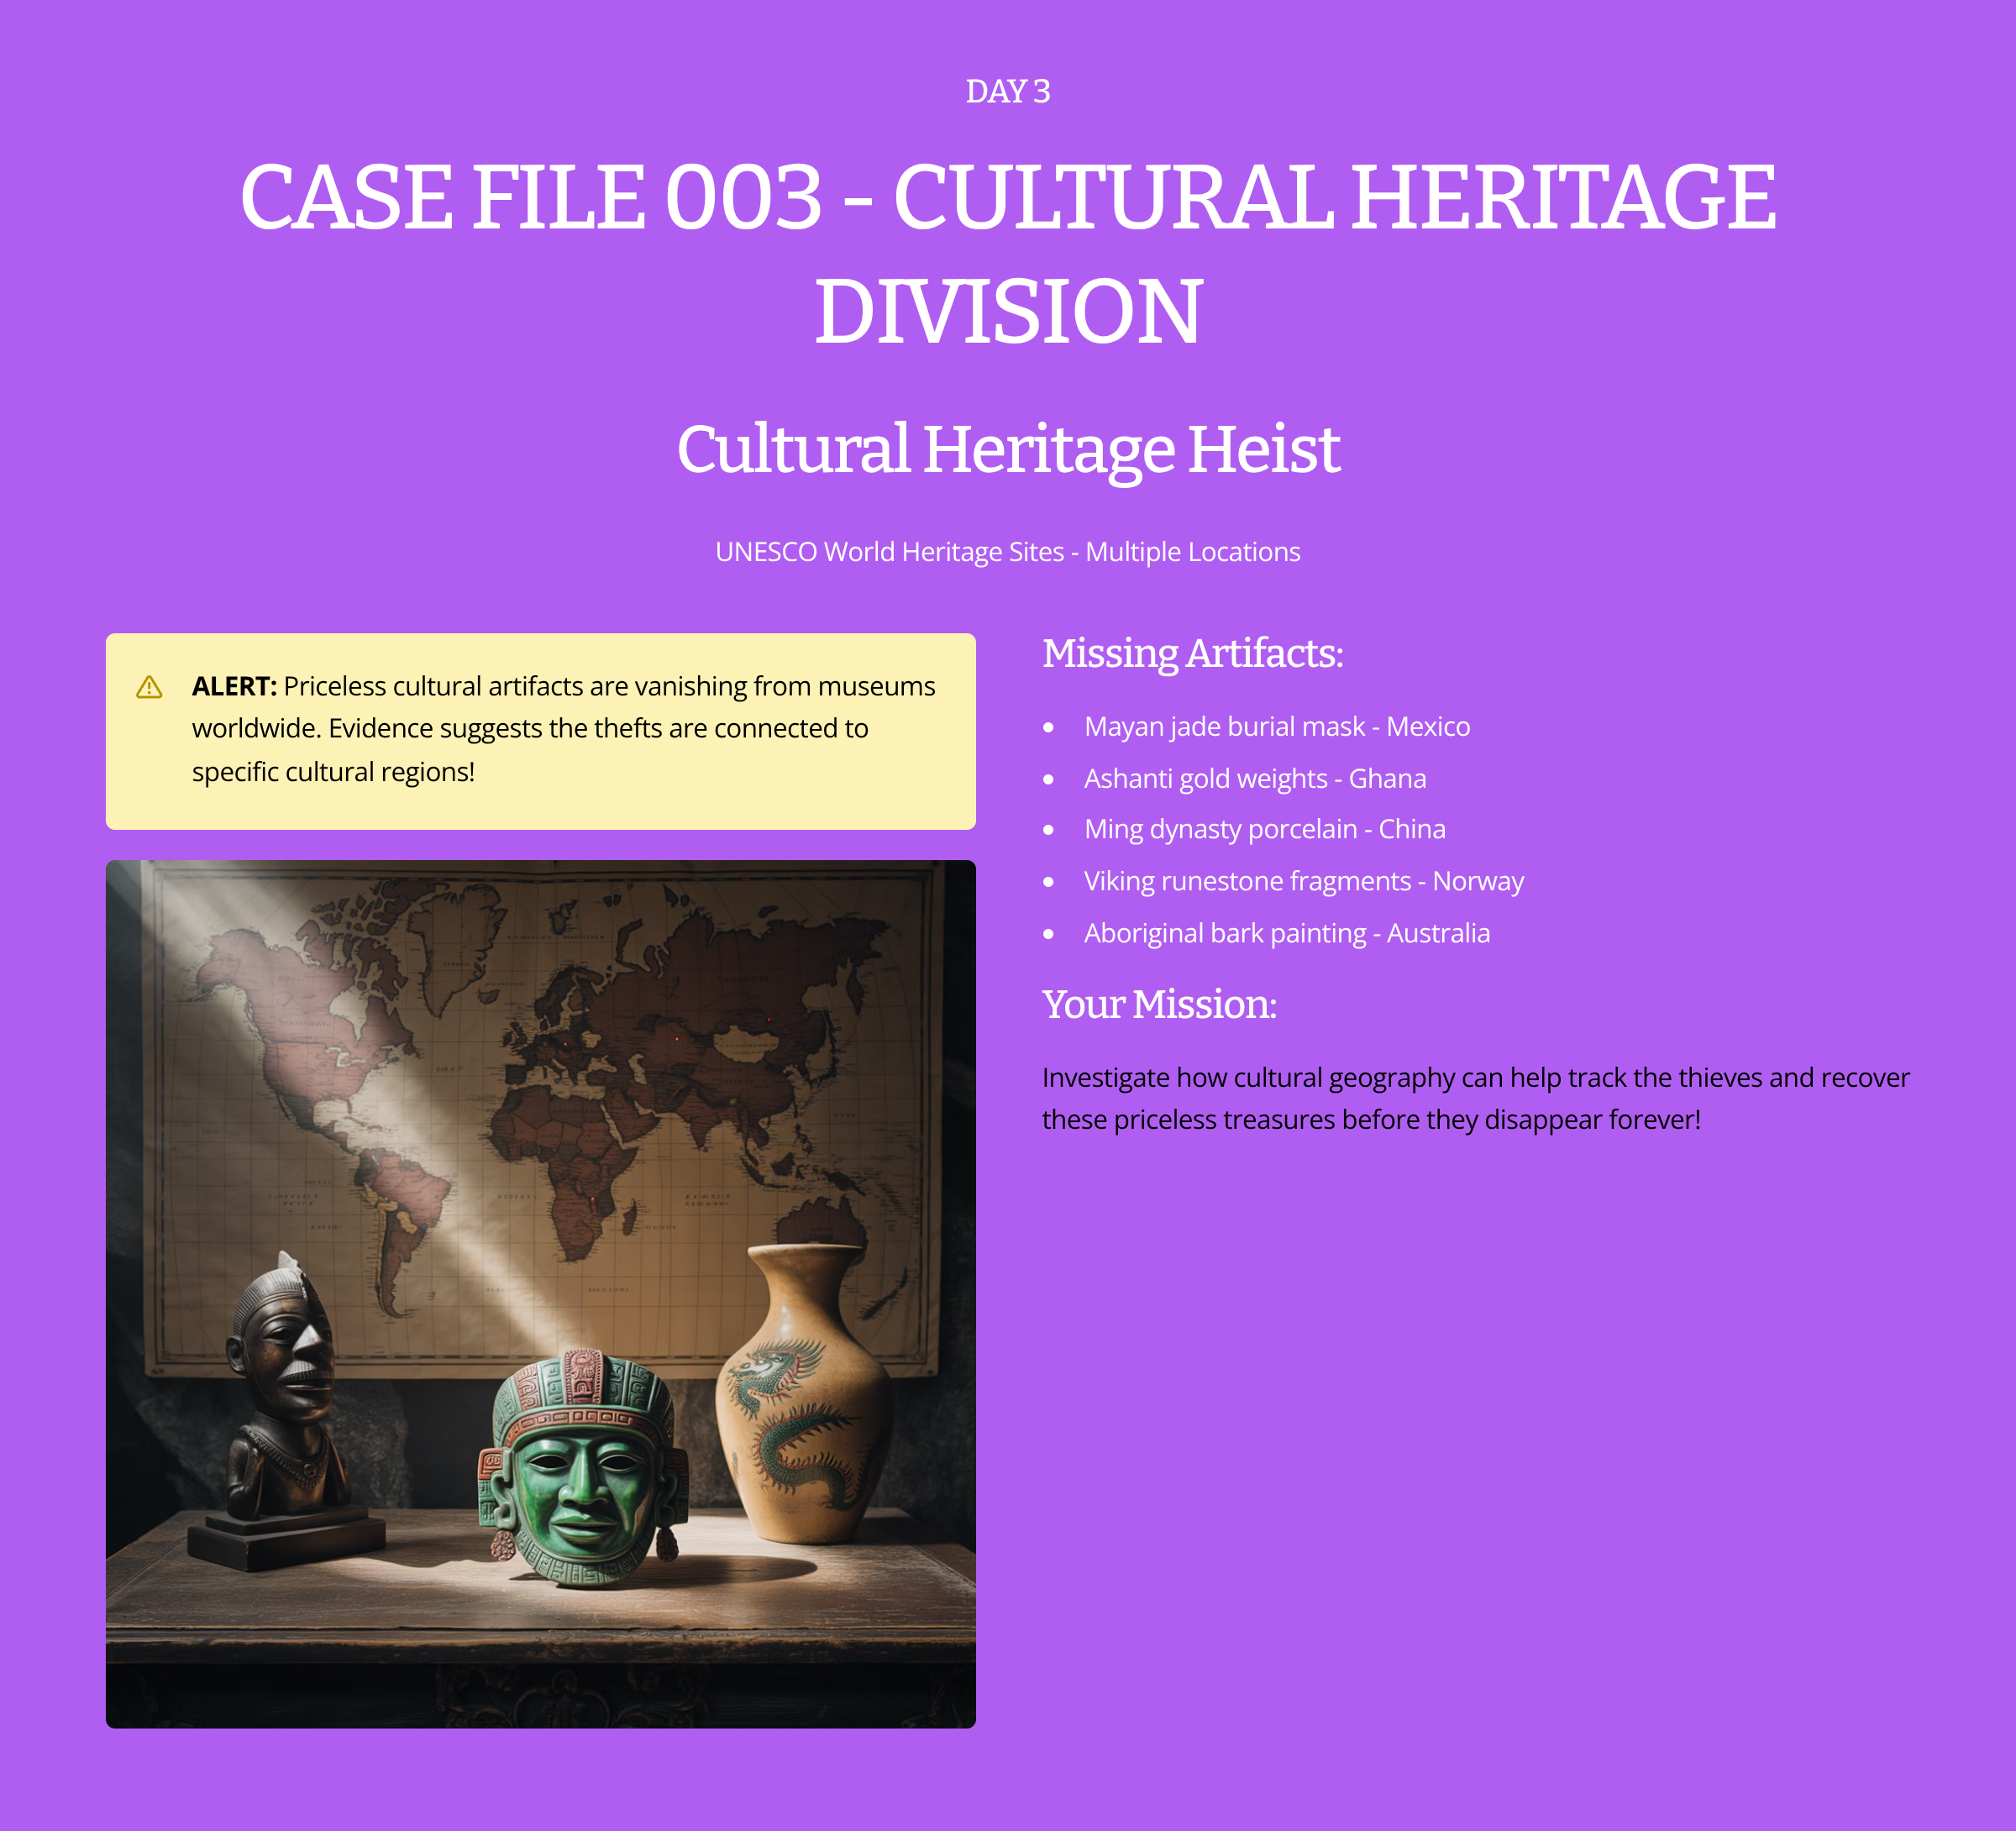 DAY 3
CASE FILE 003 - CULTURAL HERITAGE
DIVISION
Cultural Heritage Heist
UNESCO World Heritage Sites - Multiple Locations
ALERT: Priceless cultural artifacts are vanishing from museums
worldwide. Evidence suggests the thefts are connected to
specific cultural regions!
Missing Artifacts:
• Mayan jade burial mask - Mexico
• Ashanti gold weights - Ghana
• Ming dynasty porcelain - China
• Viking runestone fragments - Norway
• Aboriginal bark painting - Australia
Your Mission:
Investigate how cultural geography can help track the thieves and recover
these priceless treasures before they disappear forever!